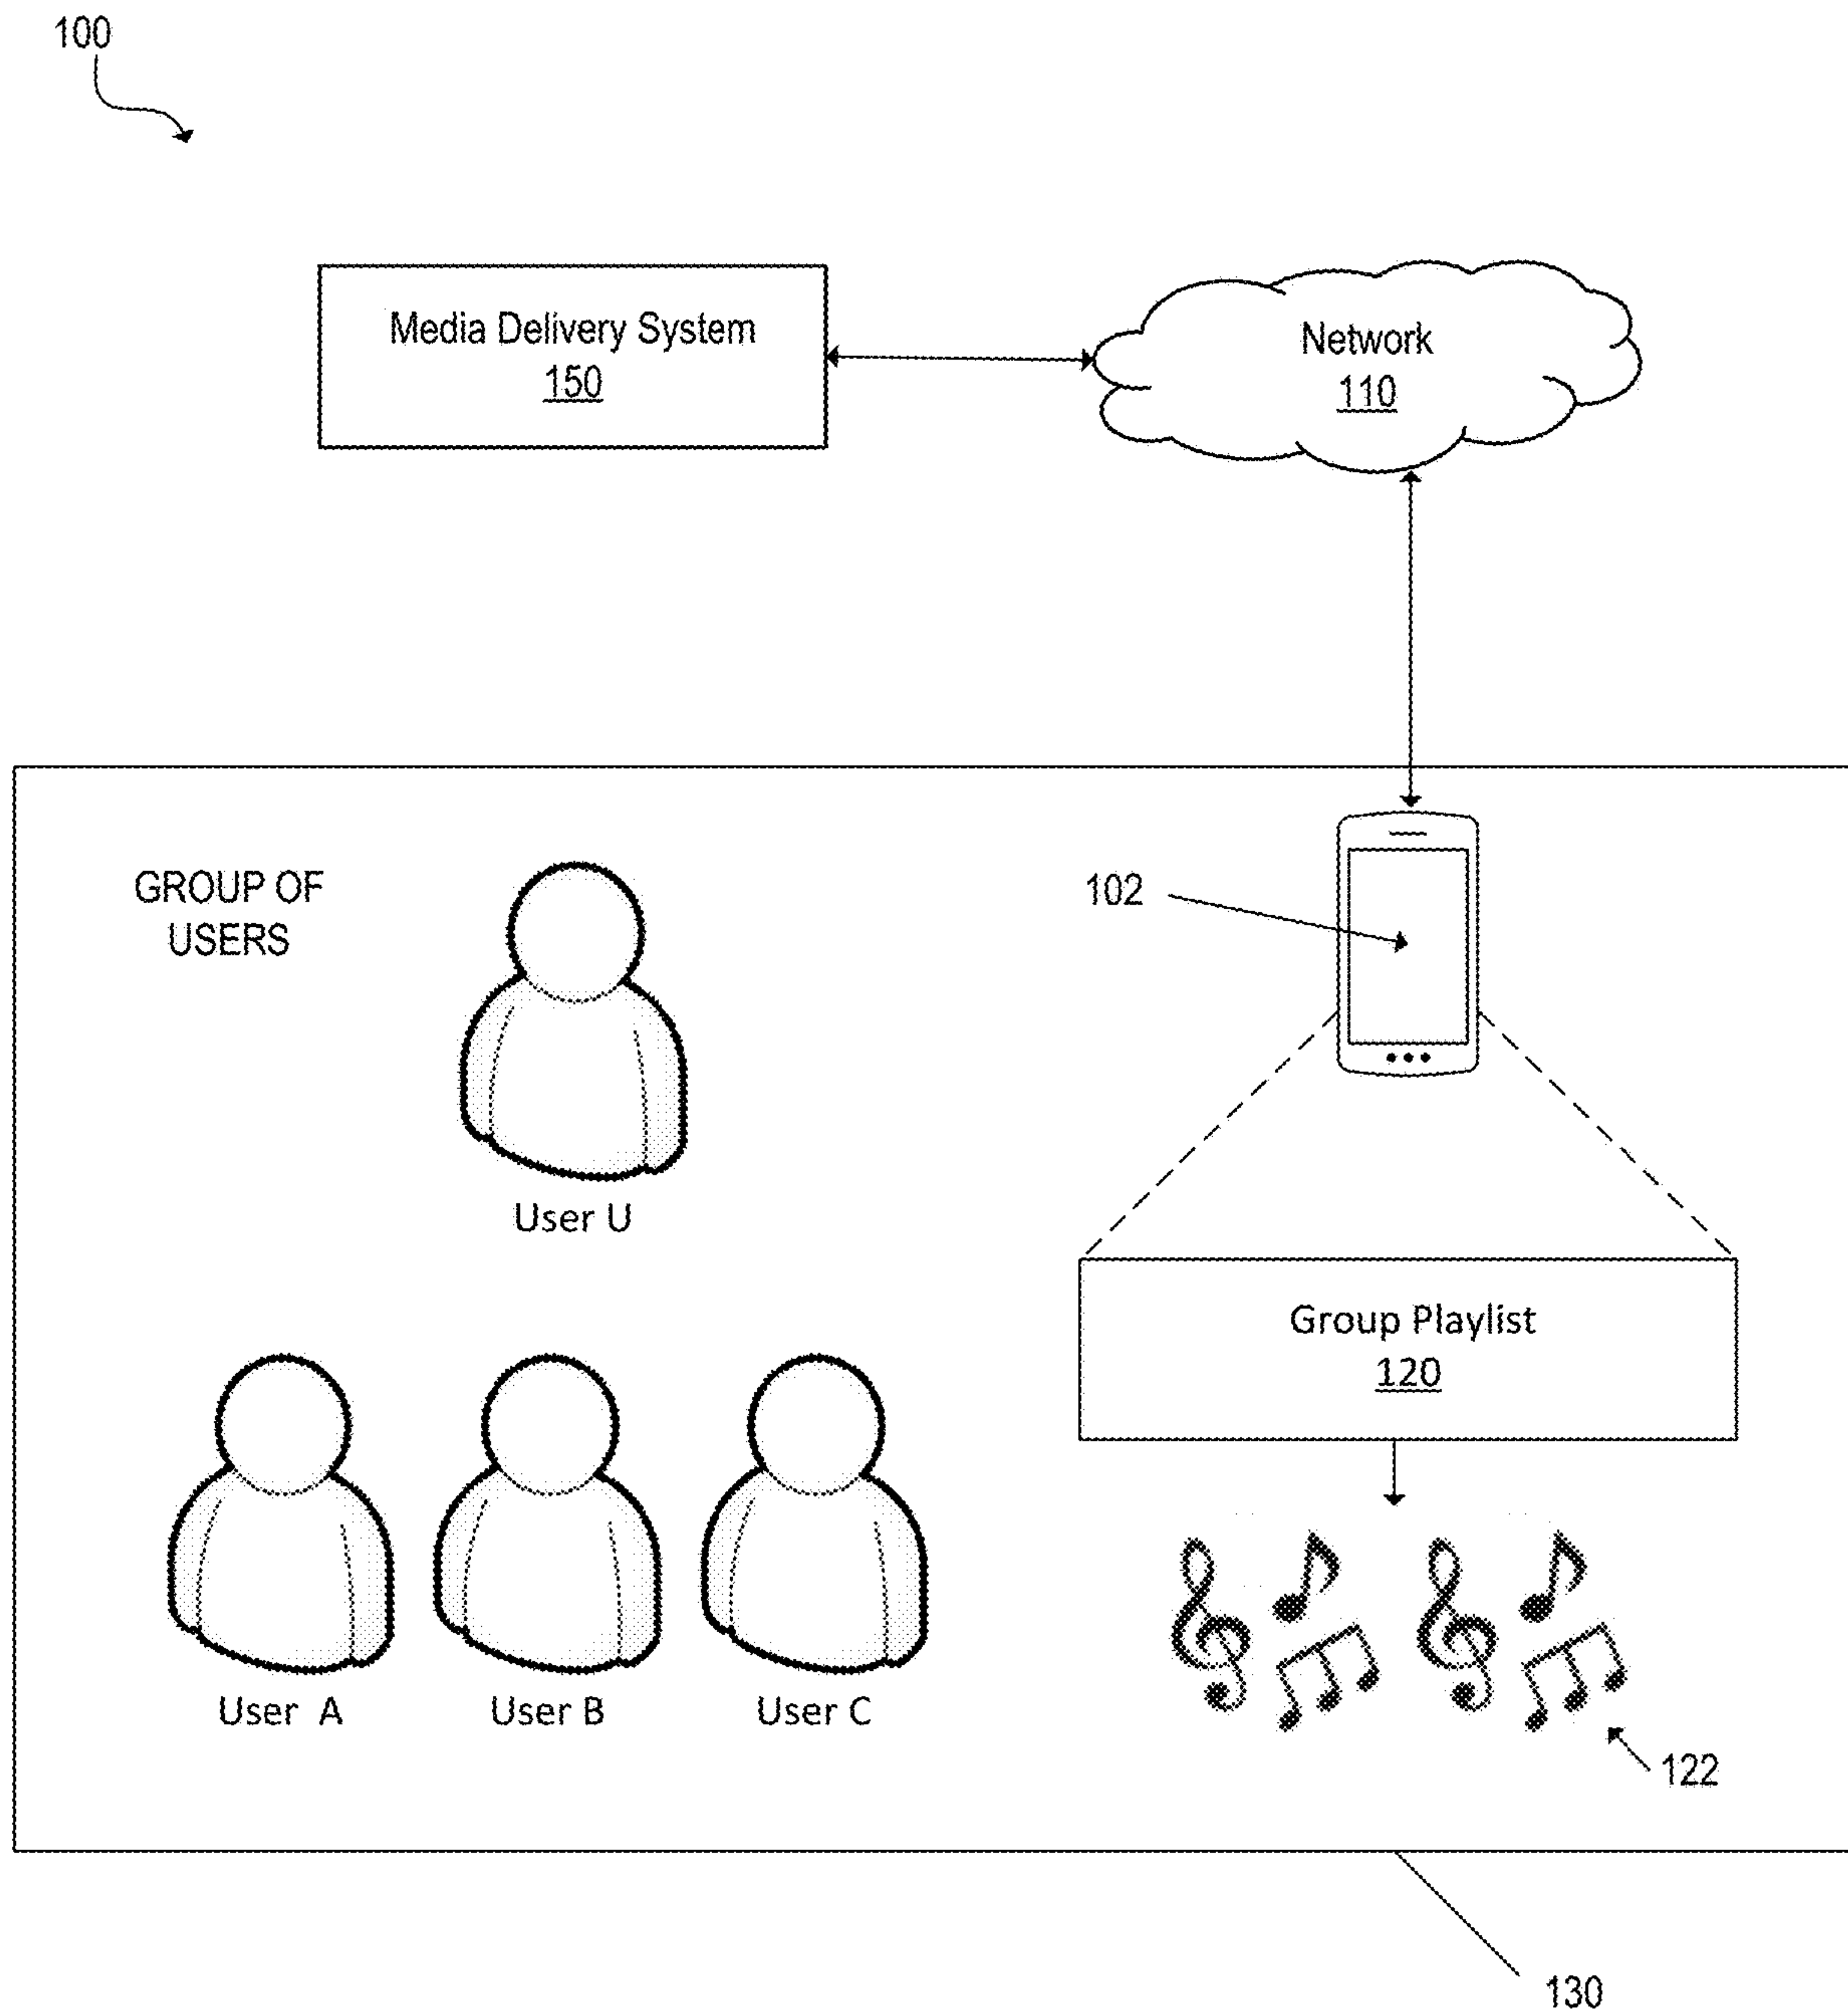 100
Media Delivery System
150
Network
110
GROUP OF
USERS
102
User U
Group Playlist
120
User A
User B
User C
122
130